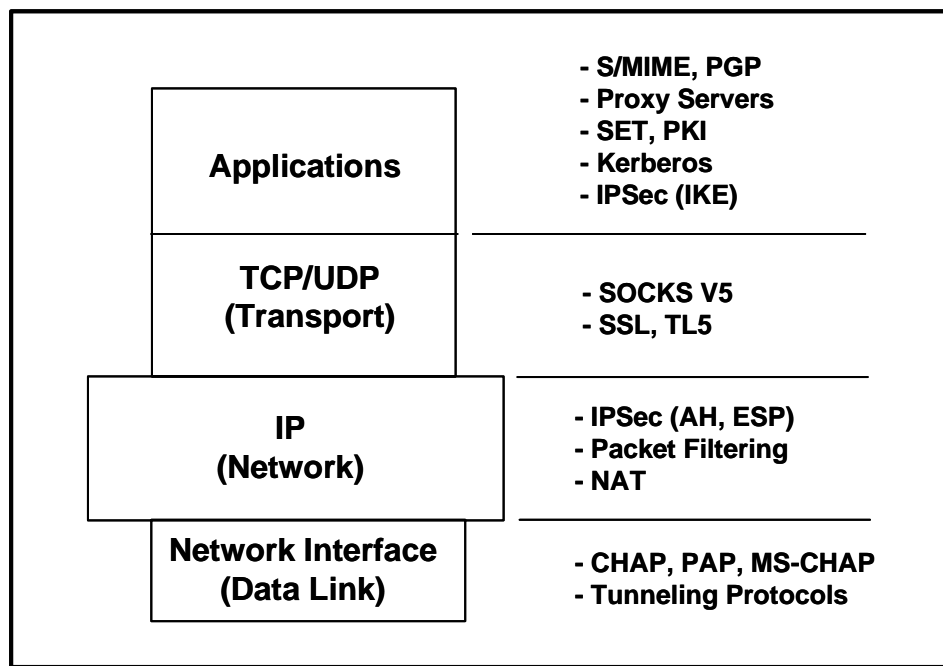 Applications
- S/MIME, PGP
- Proxy Servers
- SET, PKI
- Kerberos
- IPSec (IKE)
TCP/UDP
(Transport)
- SOCKS V5
- SSL, TL5
IP
(Network)
- IPSec (AH, ESP)
- Packet Filtering
- NAT
Network Interface
(Data Link)
- CHAP, PAP, MS-CHAP
- Tunneling Protocols